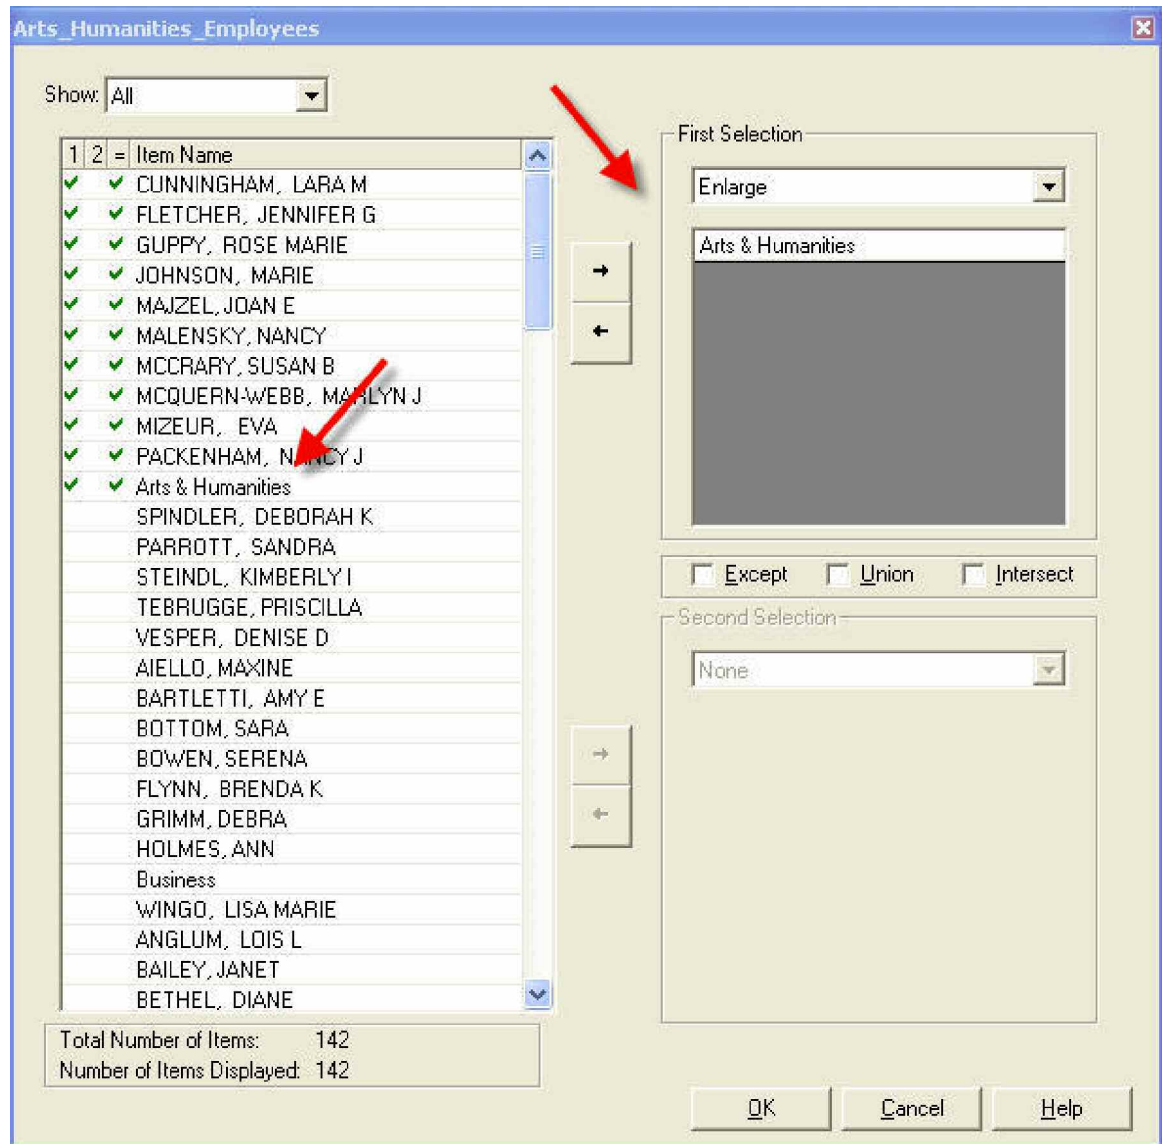 Arts_Humanities_Employees
Show: All
1 2 = Item Name
CUNNINGHAM, LARA M
FLETCHER, JENNIFER G
GUPPY, ROSE MARIE
JOHNSON, MARIE
MAJZEL, JOAN E
MALENSKY, NANCY
MCCRARY, SUSAN B
MCQUERN-WEBB, MARLYN J
MIZEUR, EVA
PACKENHAM, NANCY J
Arts & Humanities
SPINDLER, DEBORAH K
PARROTT, SANDRA
STEINDL, KIMBERLY I
TEBRUGGE, PRISCILLA
VESPER, DENISE D
AIELLO, MAXINE
BARTLETTI, AMY E
BOTTOM, SARA
BOWEN, SERENA
FLYNN, BRENDA K
GRIMM, DEBRA
HOLMES, ANN
Business
WINGO, LISA MARIE
ANGLUM, LOIS L
BAILEY, JANET
BETHEL, DIANE
Total Number of Items: 142
Number of Items Displayed: 142
First Selection
Enlarge
Arts & Humanities
Except Union Intersect
Second Selection
None
OK Cancel Help